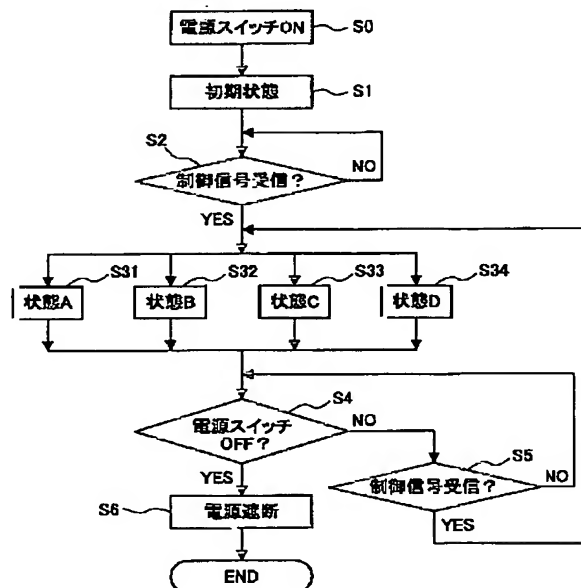 電源スイッチON
S0
初期状態
S1
S2
制御信号受信?
NO
YES
S31
S32
S33
S34
状態A
状態B
状態C
状態D
S4
電源スイッチ
OFF?
NO
YES
S5
制御信号受信?
NO
YES
S6
電源遮断
END